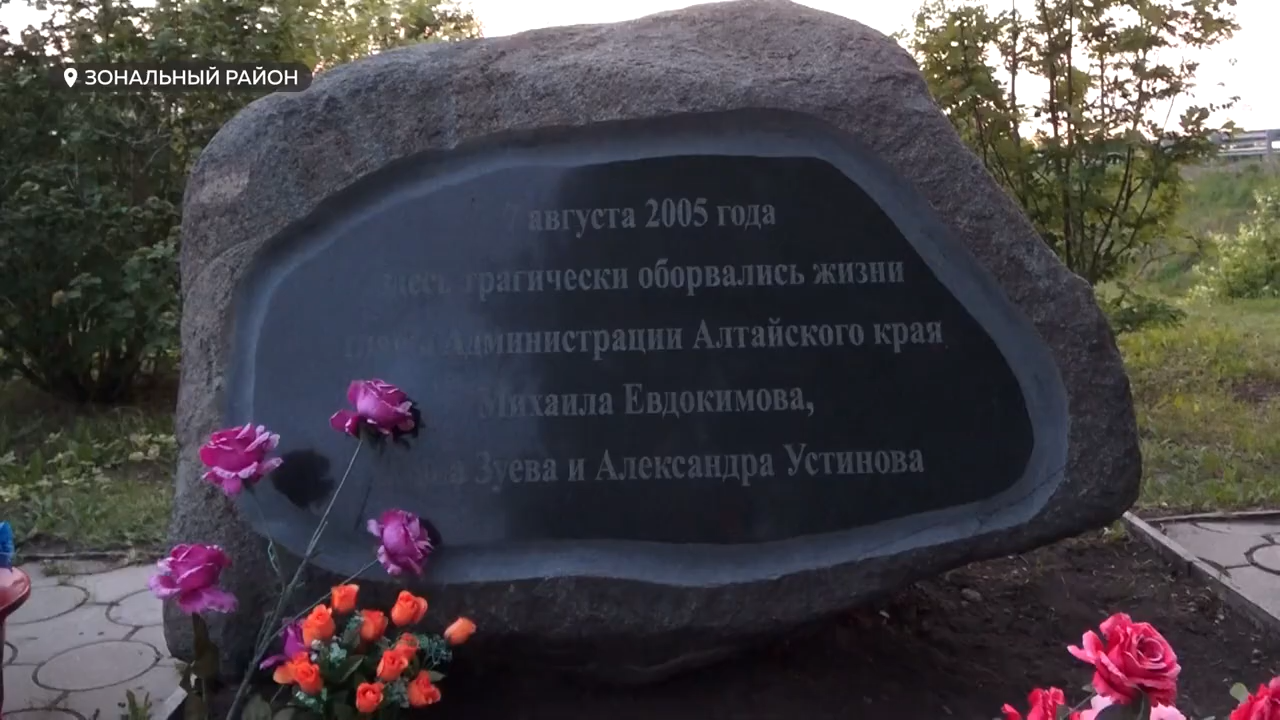 ЗОНАЛЬНЫЙ РАЙОН
7 августа 2005 года
трагически оборвались жизни
Администрации Алтайского края
Михаила Евдокимова,
Зуева и Александра Устинова